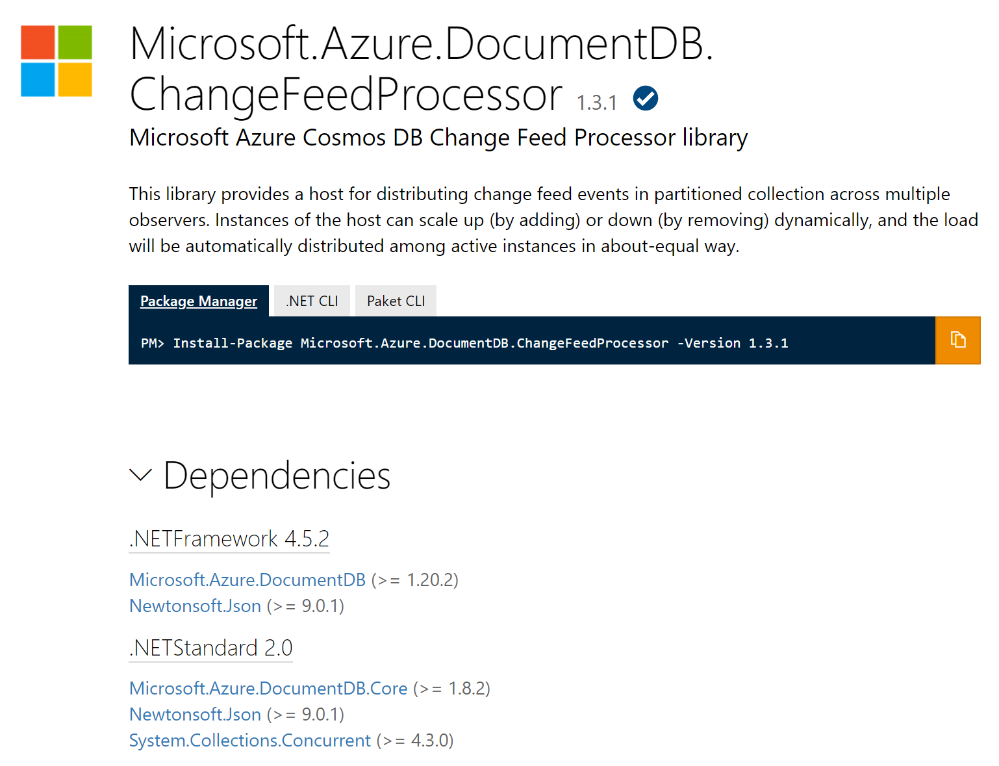 Microsoft.Azure.DocumentDB.
ChangeFeedProcessor 1.3.1
Microsoft Azure Cosmos DB Change Feed Processor library
This library provides a host for distributing change feed events in partitioned collection across multiple
observers. Instances of the host can scale up (by adding) or down (by removing) dynamically, and the load
will be automatically distributed among active instances in about-equal way.
Package Manager .NET CLI Paket CLI
PM> Install-Package Microsoft.Azure.DocumentDB.ChangeFeedProcessor -Version 1.3.1
Dependencies
.NETFramework 4.5.2
Microsoft.Azure.DocumentDB (>= 1.20.2)
Newtonsoft.Json (>= 9.0.1)
.NETStandard 2.0
Microsoft.Azure.DocumentDB.Core (>= 1.8.2)
Newtonsoft.Json (>= 9.0.1)
System.Collections.Concurrent (>= 4.3.0)